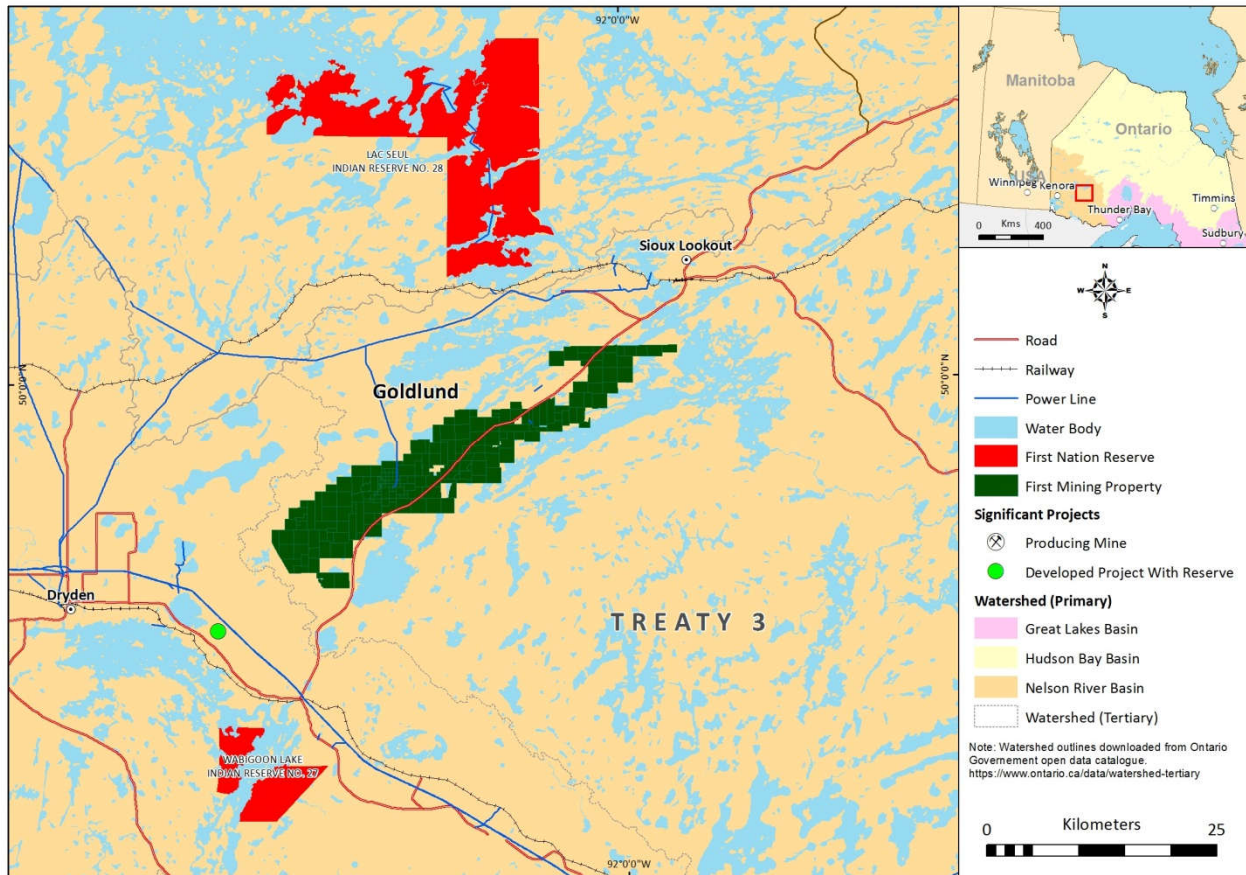 92°0'0"W
LAC SEUL
INDIAN RESERVE NO. 28
Sioux Lookout
50°0'0"N
50°0'0"N
Goldlund
Dryden
TREATY 3
WABIGOON LAKE
INDIAN RESERVE NO. 27
92°0'0"W
Manitoba
Ontario
USA
Winnipeg
Kenora
Thunder Bay
Timmins
Sudbury
0 Kms 400
N
W E
S
Road
Railway
Power Line
Water Body
First Nation Reserve
First Mining Property
Significant Projects
Producing Mine
Developed Project With Reserve
Watershed (Primary)
Great Lakes Basin
Hudson Bay Basin
Nelson River Basin
Watershed (Tertiary)
Note: Watershed outlines downloaded from Ontario
Governement open data catalogue.
https://www.ontario.ca/data/watershed-tertiary
0 Kilometers 25